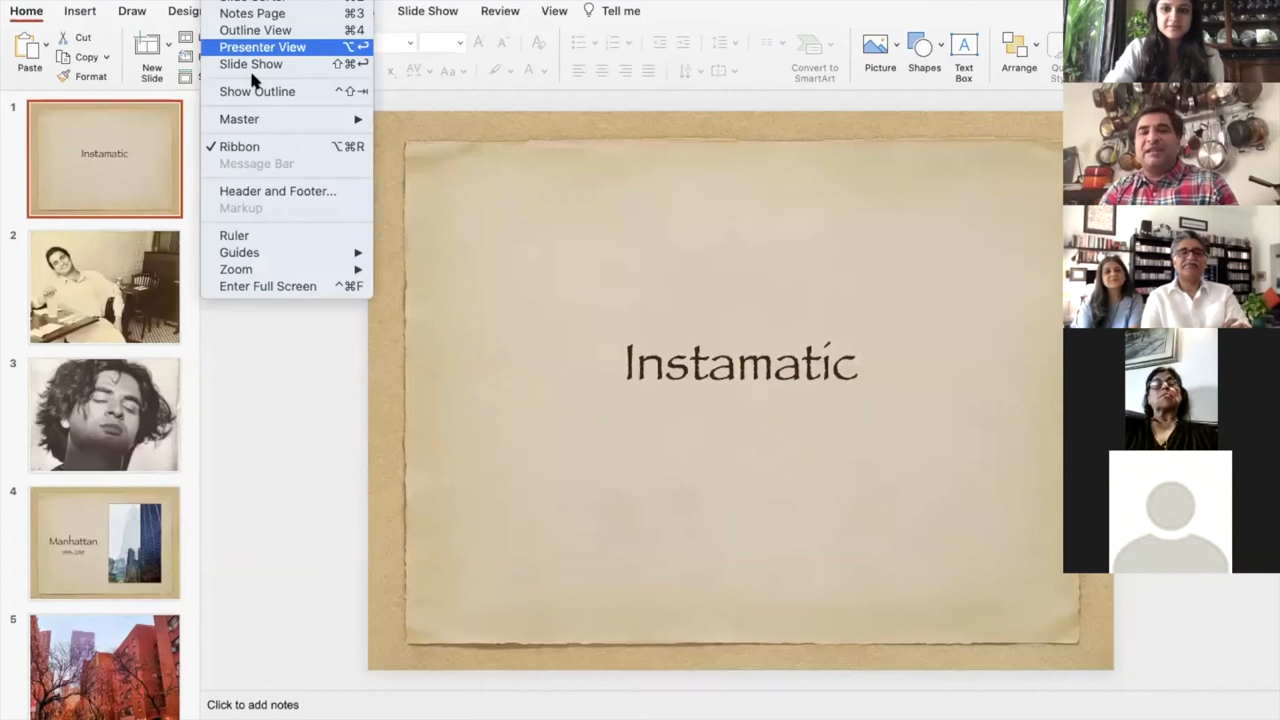 Home Insert Draw Slide Show Review View Tell me
Notes Page ⌘3
Outline View ⌘4
Presenter View ⌥↩
Slide Show ⇧⌘↩
Show Outline ^⇧⇥
Master
✓ Ribbon ⌥⌘R
Message Bar
Header and Footer...
Markup
Ruler
Guides
Zoom
Enter Full Screen ^⌘F
Paste
Cut
Copy
Format
New
Slide
Aa
Convert to
SmartArt
Picture
Shapes
A
Text
Box
Arrange
1
Instamatic
2
3
4
Manhattan
5
Instamatic
Click to add notes